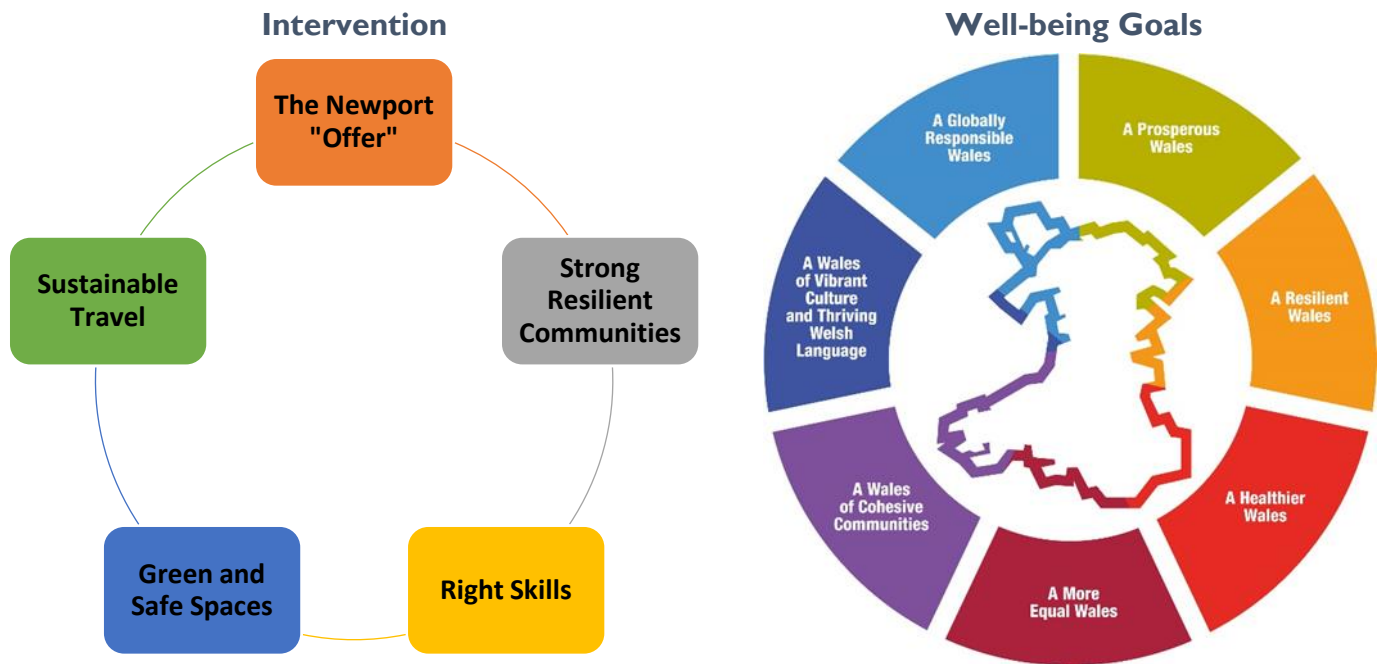 Intervention
The Newport
"Offer"
Strong
Resilient
Communities
Right Skills
Green and
Safe Spaces
Sustainable
Travel
Well-being Goals
A Globally
Responsible
Wales
A Prosperous
Wales
A Resilient
Wales
A Healthier
Wales
A More
Equal Wales
A Wales
of Cohesive
Communities
A Wales
of Vibrant
Culture
and Thriving
Welsh
Language